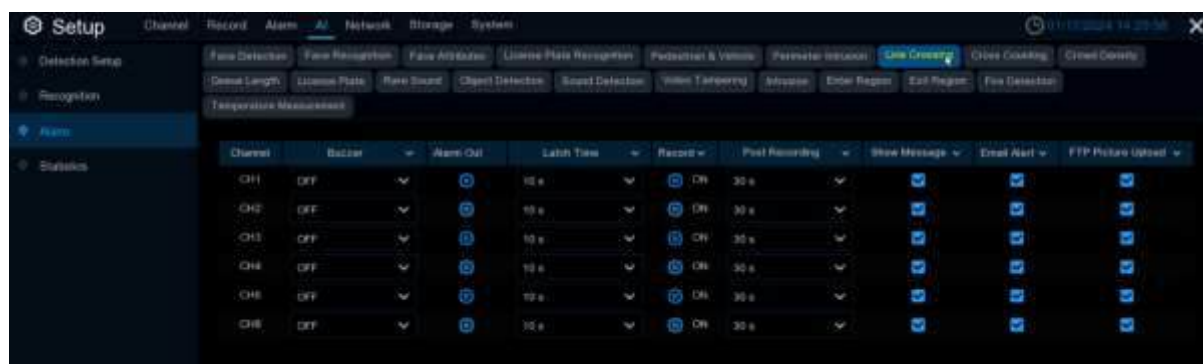 Setup Channel Record Alarm AI Network Storage System
Detection Setup
Recognition
Alarm
Statistics
Face Detection Face Recognition Face Attributes License Plate Recognition Pedestrian & Vehicle Perimeter Intrusion Line Crossing Cross Counting Crowd Density
Queue Length License Plate Rare Sound Object Detection Sound Detection Video Tampering Intrusion Enter Region Exit Region Fire Detection
Temperature Measurement
Channel Buzzer Alarm Out Latch Time Record Post Recording Show Message Email Alert FTP Picture Upload
CH1 OFF 10 s ON 30 s
CH2 OFF 10 s ON 30 s
CH3 OFF 10 s ON 30 s
CH4 OFF 10 s ON 30 s
OFF 10 s ON 30 s
OFF 10 s ON 30 s